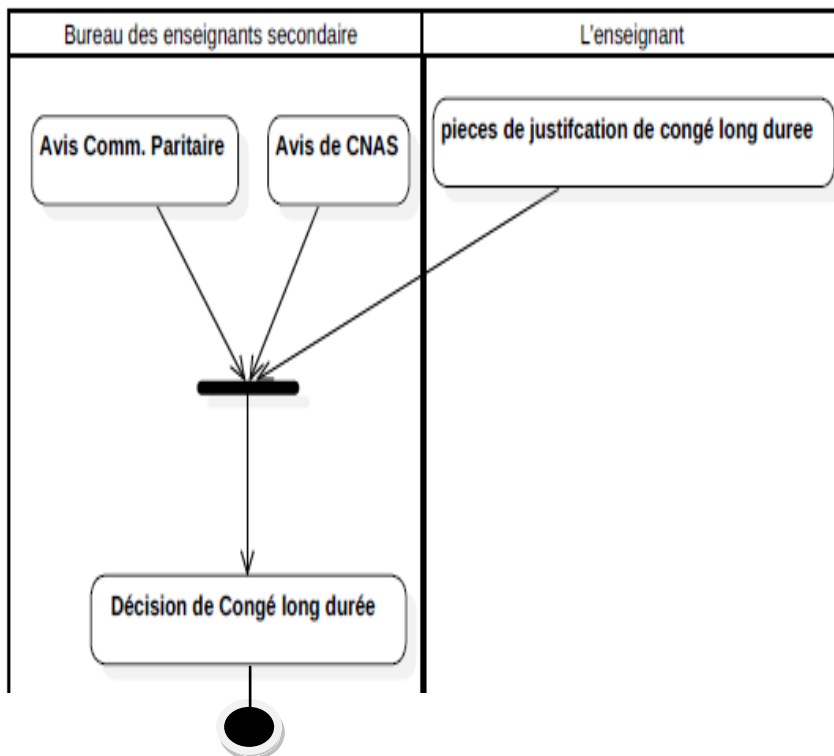 Bureau des enseignants secondaire
L'enseignant
Avis Comm. Paritaire
Avis de CNAS
pieces de justifcation de congé long duree
Décision de Congé long durée